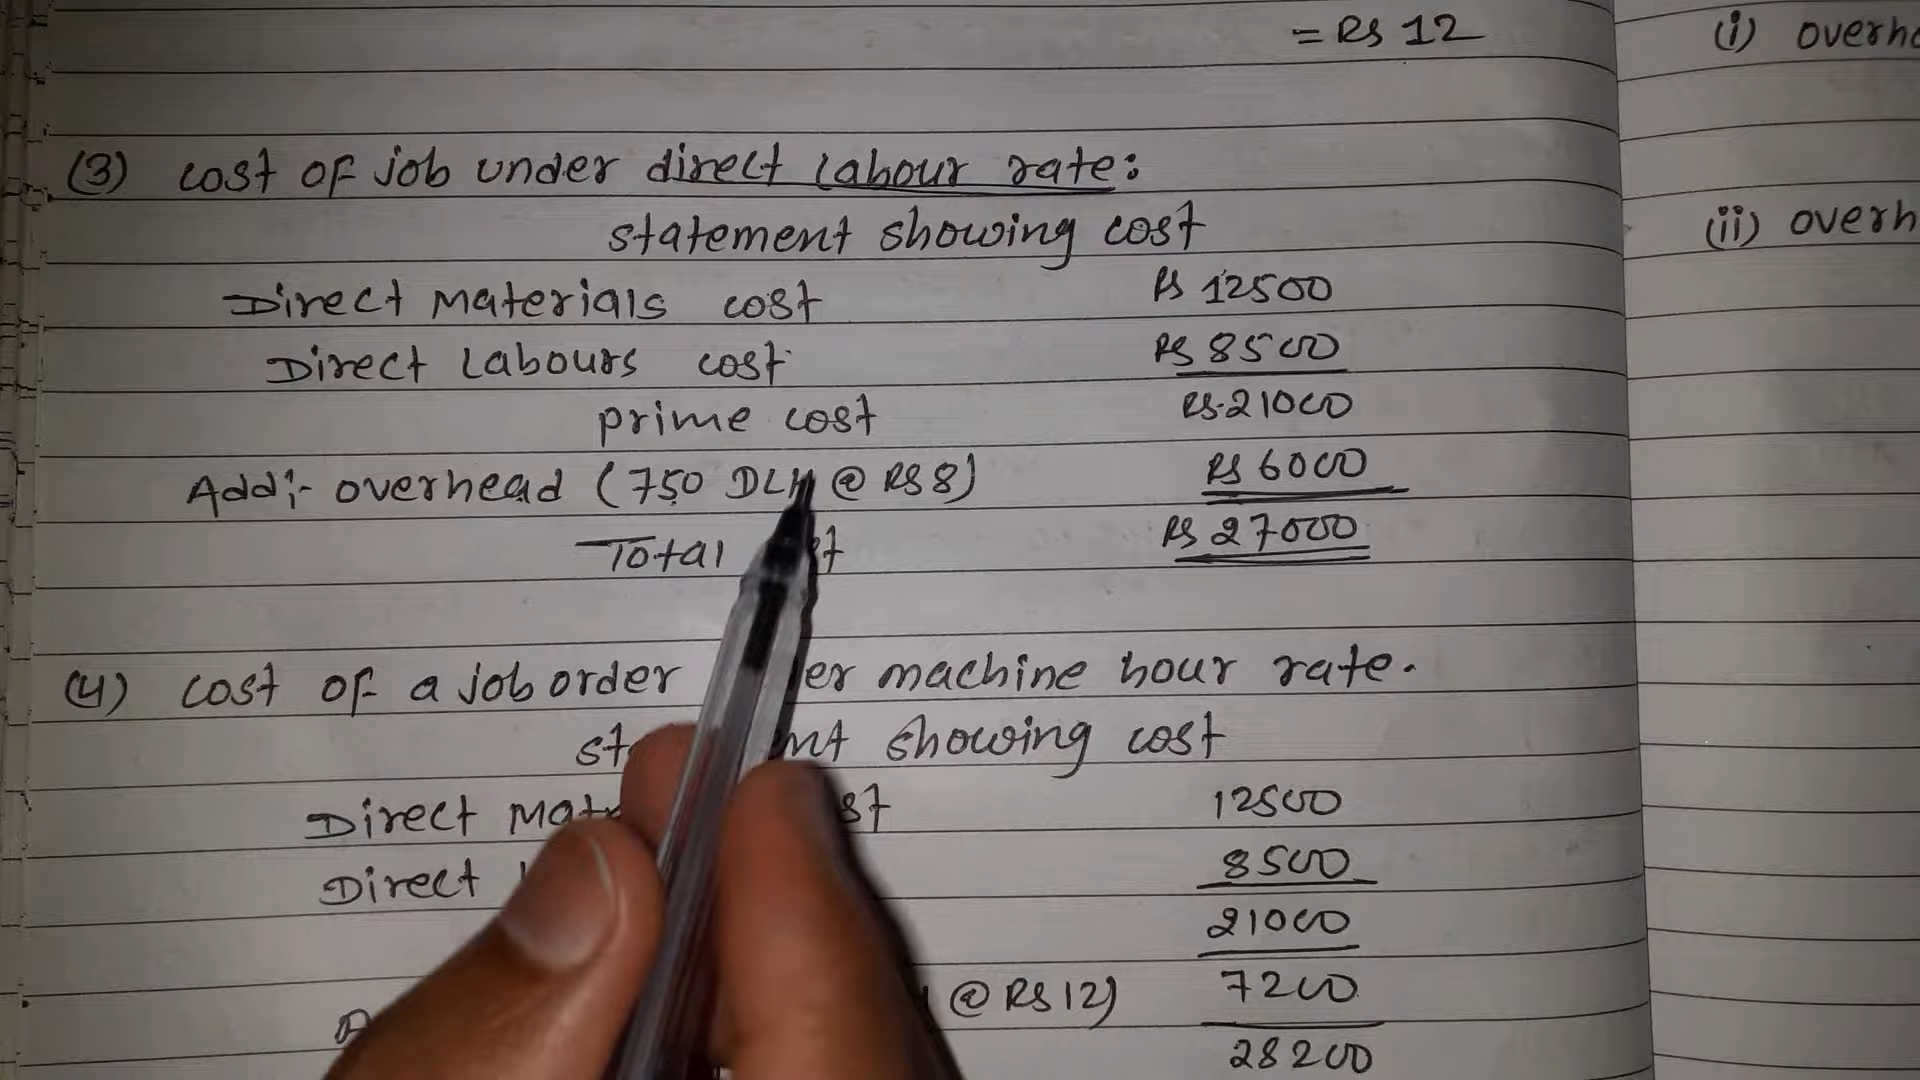 = Rs 12
(3) cost of job under direct labour rate:
statement showing cost
Direct Materials cost Rs 12500
Direct Labours cost Rs 8500
prime cost Rs. 21000
Add:- overhead (750 DLH @ Rs 8) Rs 6000
Total Rs 27000
(4) cost of a job order machine hour rate.
showing cost
Direct 12500
Direct 8500
21000
@ Rs 12) 7200
28200
(i)
(ii)